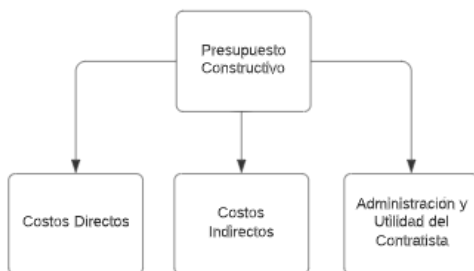 Presupuesto
Constructivo
Costos Directos
Costos
Indirectos
Administración y
Utilidad del
Contratista